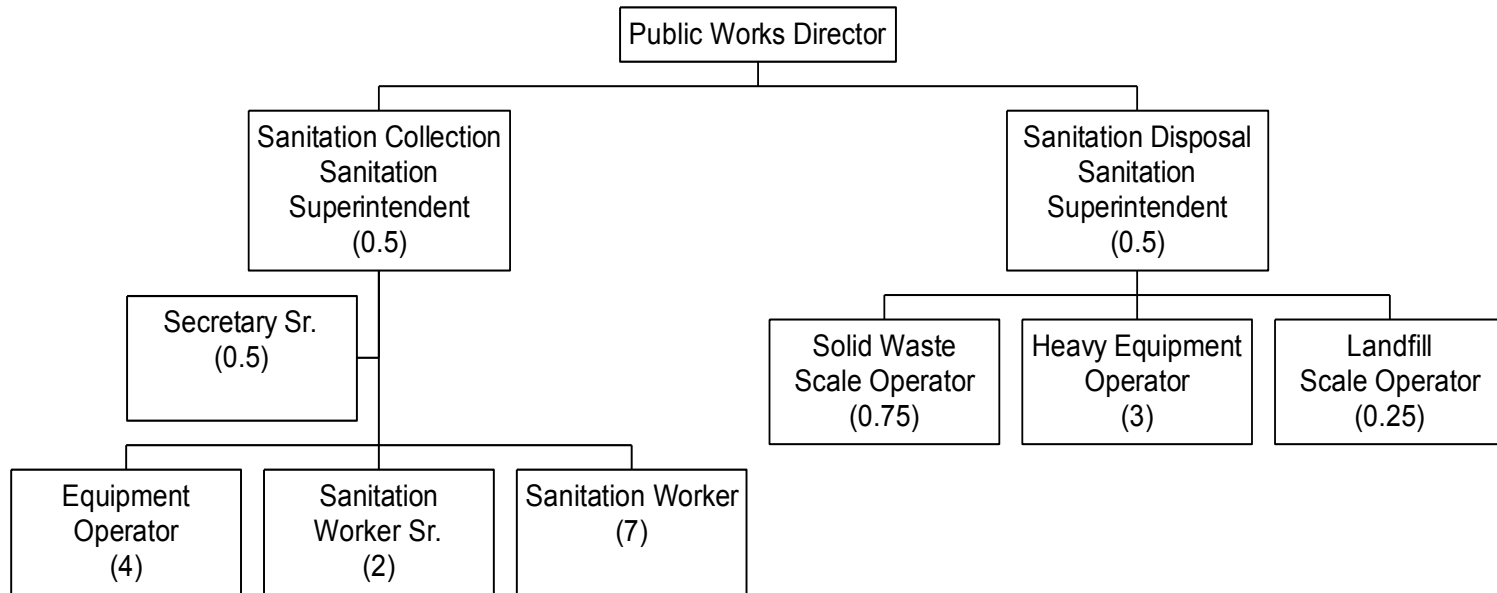 Public Works Director
Sanitation Collection
Sanitation
Superintendent
(0.5)
Sanitation Disposal
Sanitation
Superintendent
(0.5)
Secretary Sr.
(0.5)
Solid Waste
Scale Operator
(0.75)
Heavy Equipment
Operator
(3)
Landfill
Scale Operator
(0.25)
Equipment
Operator
(4)
Sanitation
Worker Sr.
(2)
Sanitation Worker
(7)